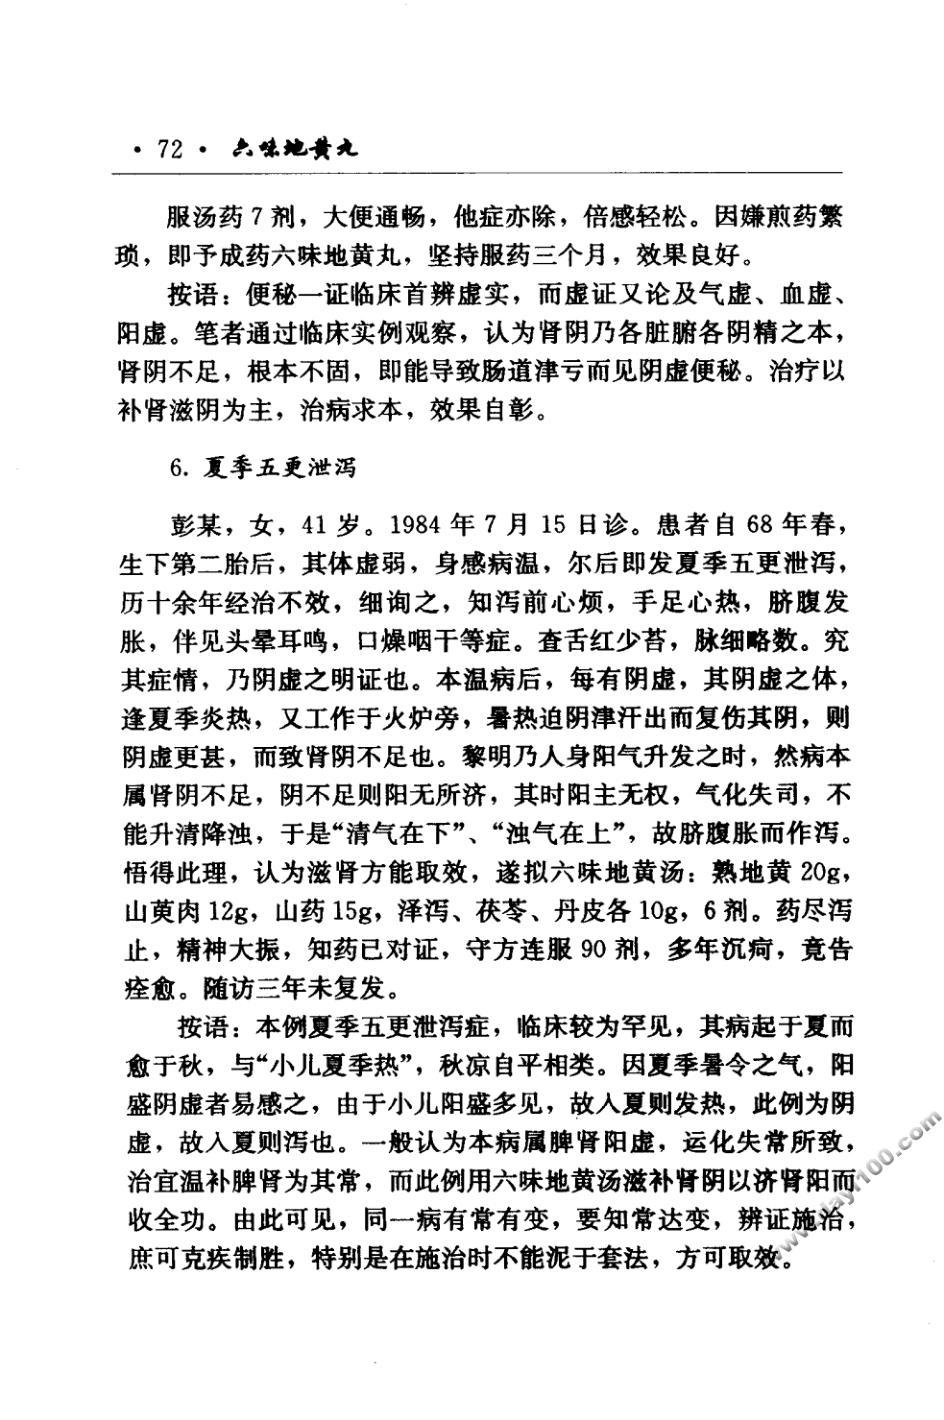 ·72· 六味地黄丸
服汤药7剂，大便通畅，他症亦除，倍感轻松。因嫌煎药繁
琐，即予成药六味地黄丸，坚持服药三个月，效果良好。
按语：便秘一证临床首辨虚实，而虚证又论及气虚、血虚、
阳虚。笔者通过临床实例观察，认为肾阴乃各脏腑各阴精之本，
肾阴不足，根本不固，即能导致肠道津亏而见阴虚便秘。治疗以
补肾滋阴为主，治病求本，效果自彰。
6. 夏季五更泄泻
彭某，女，41岁。1984年7月15日诊。患者自68年春，
生下第二胎后，其体虚弱，身感病温，尔后即发夏季五更泄泻，
历十余年经治不效，细询之，知泻前心烦，手足心热，脐腹发
胀，伴见头晕耳鸣，口燥咽干等症。查舌红少苔，脉细略数。究
其症情，乃阴虚之明证也。本温病后，每有阴虚，其阴虚之体，
逢夏季炎热，又工作于火炉旁，暑热迫阴津汗出而复伤其阴，则
阴虚更甚，而致肾阴不足也。黎明乃人身阳气升发之时，然病本
属肾阴不足，阴不足则阳无所济，其时阳主无权，气化失司，不
能升清降浊，于是“清气在下”、“浊气在上”，故脐腹胀而作泻。
悟得此理，认为滋肾方能取效，遂拟六味地黄汤：熟地黄20g，
山萸肉12g，山药15g，泽泻、茯苓、丹皮各10g，6剂。药尽泻
止，精神大振，知药已对证，守方连服90剂，多年沉疴，竟告
痊愈。随访三年未复发。
按语：本例夏季五更泄泻症，临床较为罕见，其病起于夏而
愈于秋，与“小儿夏季热”，秋凉自平相类。因夏季暑令之气，阳
盛阴虚者易感之，由于小儿阳盛多见，故入夏则发热，此例为阴
虚，故入夏则泻也。一般认为本病属脾肾阳虚，运化失常所致，
治宜温补脾肾为其常，而此例用六味地黄汤滋补肾阴以济肾阳而
收全功。由此可见，同一病有常有变，要知常达变，辨证施治，
庶可克疾制胜，特别是在施治时不能泥于套法，方可取效。